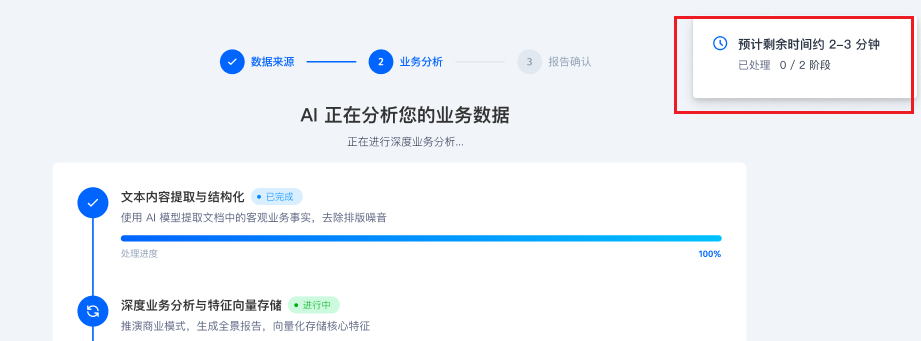 数据来源
2 业务分析
3 报告确认
预计剩余时间约 2-3 分钟
已处理 0 / 2 阶段
AI 正在分析您的业务数据
正在进行深度业务分析...
文本内容提取与结构化 已完成
使用 AI 模型提取文档中的客观业务事实，去除排版噪音
处理进度 100%
深度业务分析与特征向量存储 进行中
推演商业模式，生成全景报告，向量化存储核心特征